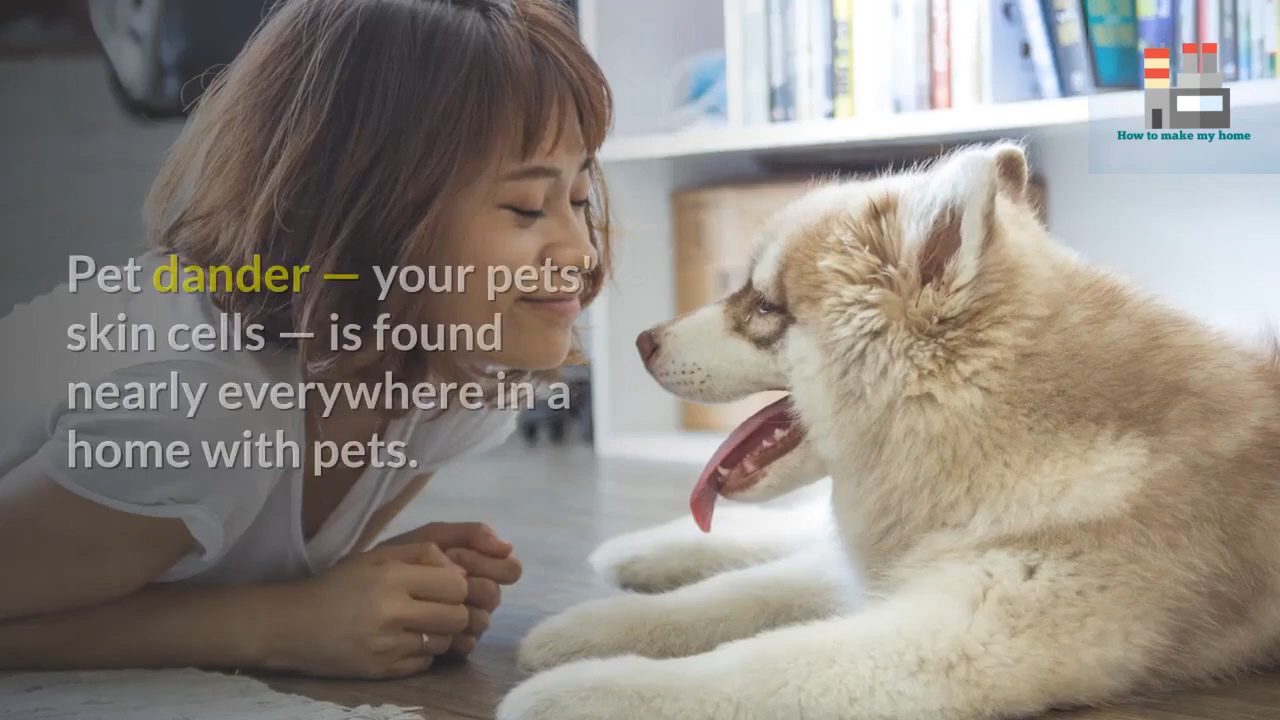 How to make my home
Pet dander — your pets'
skin cells — is found
nearly everywhere in a
home with pets.